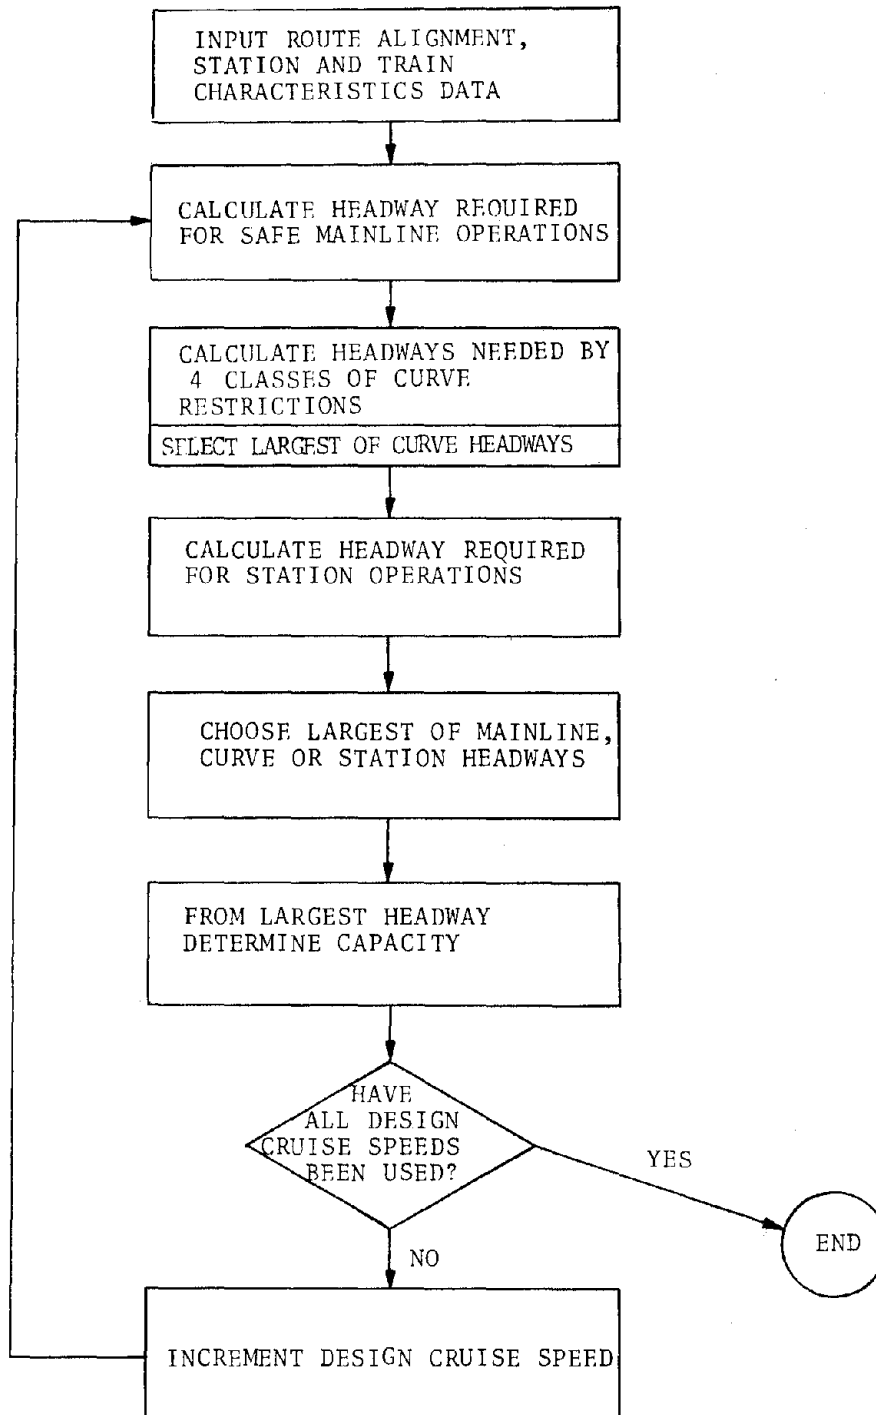 INPUT ROUTE ALIGNMENT,
STATION AND TRAIN
CHARACTERISTICS DATA
CALCULATE HEADWAY REQUIRED
FOR SAFE MAINLINE OPERATIONS
CALCULATE HEADWAYS NEEDED BY
4 CLASSES OF CURVE
RESTRICTIONS
SELECT LARGEST OF CURVE HEADWAYS
CALCULATE HEADWAY REQUIRED
FOR STATION OPERATIONS
CHOOSE LARGEST OF MAINLINE,
CURVE OR STATION HEADWAYS
FROM LARGEST HEADWAY
DETERMINE CAPACITY
HAVE
ALL DESIGN
CRUISE SPEEDS
BEEN USED?
YES
END
NO
INCREMENT DESIGN CRUISE SPEED